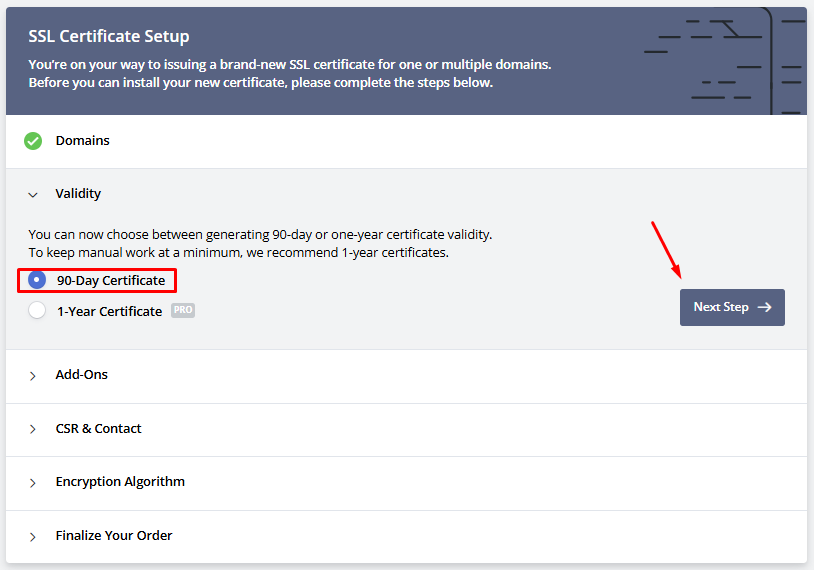 SSL Certificate Setup
You're on your way to issuing a brand-new SSL certificate for one or multiple domains.
Before you can install your new certificate, please complete the steps below.
Domains
Validity
You can now choose between generating 90-day or one-year certificate validity.
To keep manual work at a minimum, we recommend 1-year certificates.
90-Day Certificate
1-Year Certificate PRO
Next Step
Add-Ons
CSR & Contact
Encryption Algorithm
Finalize Your Order